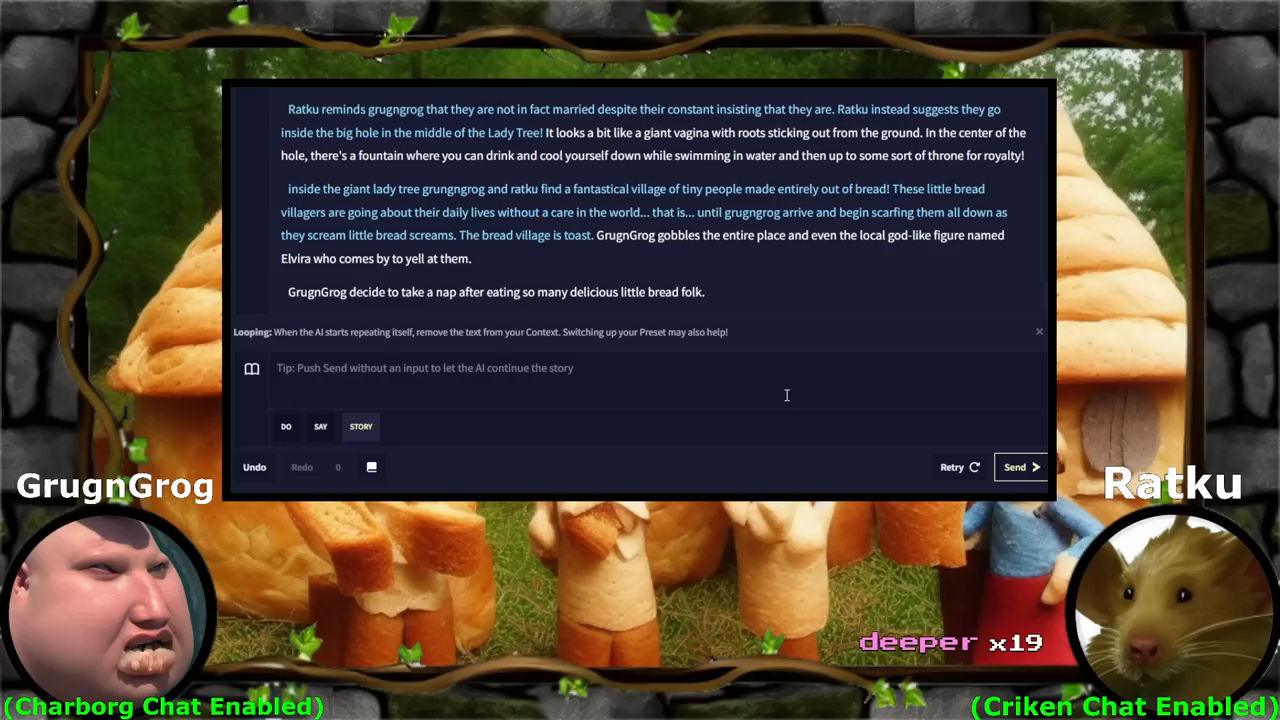 Ratku reminds grugngrog that they are not in fact married despite their constant insisting that they are. Ratku instead suggests they go
inside the big hole in the middle of the Lady Tree! It looks a bit like a giant vagina with roots sticking out from the ground. In the center of the
hole, there's a fountain where you can drink and cool yourself down while swimming in water and then up to some sort of throne for royalty!
inside the giant lady tree grungngrog and ratku find a fantastical village of tiny people made entirely out of bread! These little bread
villagers are going about their daily lives without a care in the world... that is... until grugngrog arrive and begin scarfing them all down as
they scream little bread screams. The bread village is toast. GrugnGrog gobbles the entire place and even the local god-like figure named
Elvira who comes by to yell at them.
GrugnGrog decide to take a nap after eating so many delicious little bread folk.
Looping: When the AI starts repeating itself, remove the text from your Context. Switching up your Preset may also help!
Tip: Push Send without an input to let the AI continue the story
DO SAY STORY
Undo Redo 0 Retry Send
GrugnGrog
Ratku
deeper x19
(Charborg Chat Enabled)
(Criken Chat Enabled)